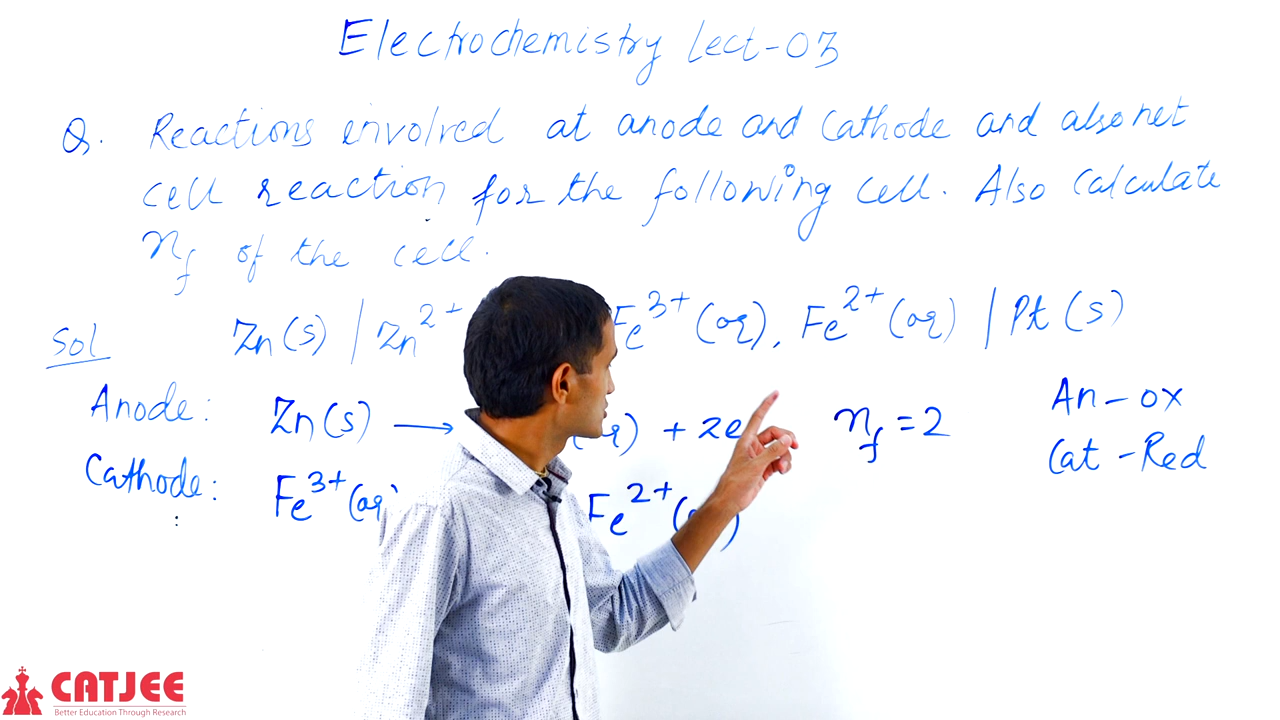 Electrochemistry Lect-03
Q. Reactions involved at anode and cathode and also net
cell reaction for the following cell. Also calculate
nf of the cell.
Sol Zn(s) | Zn2+ Fe3+(aq), Fe2+(aq) | Pt(s)
Anode: Zn(s) → q) + 2e nf = 2 An - ox
Cathode: Fe3+(aq) Fe2+(aq) Cat - Red
:
CATJEE
Better Education Through Research